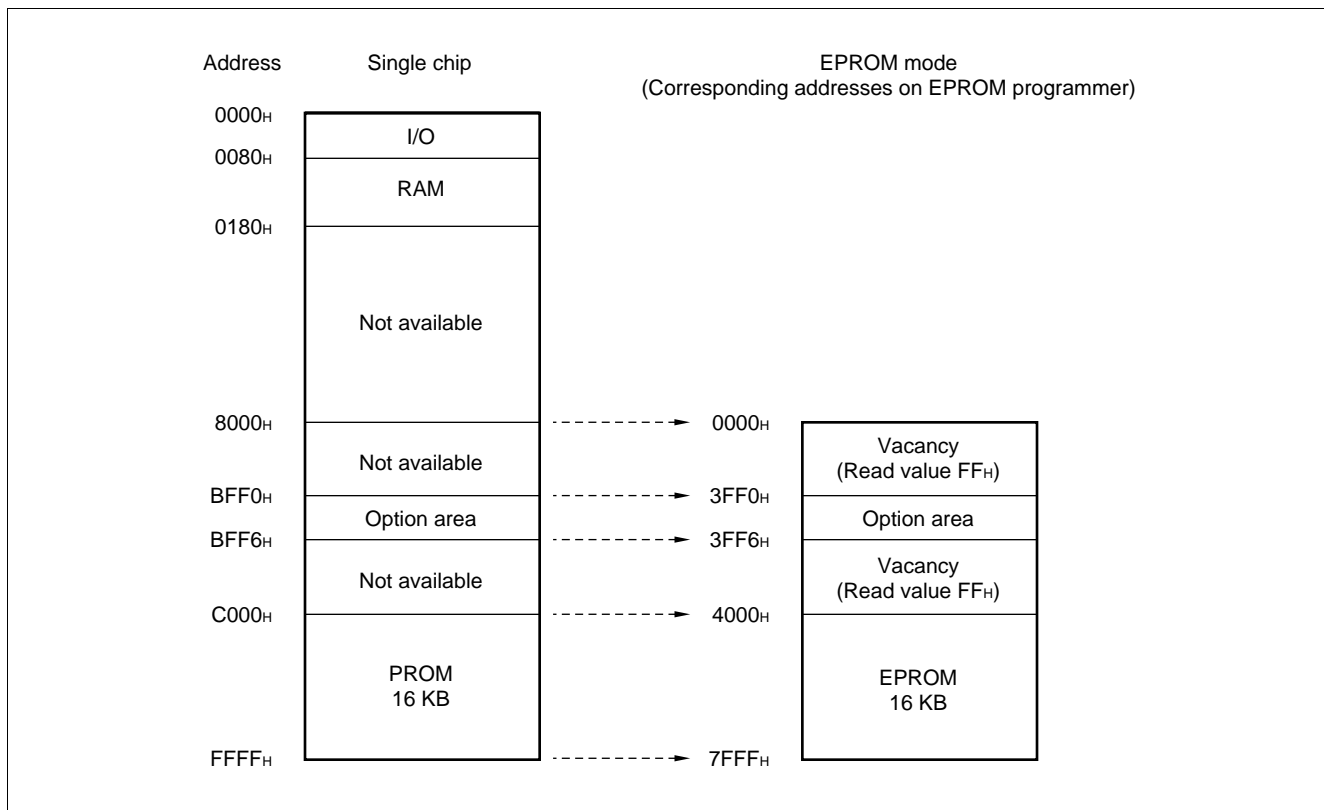 Address Single chip EPROM mode
(Corresponding addresses on EPROM programmer)
0000H
I/O
0080H
RAM
0180H
Not available
8000H 0000H
Not available Vacancy
(Read value FFH)
BFF0H 3FF0H
Option area Option area
BFF6H 3FF6H
Not available Vacancy
(Read value FFH)
C000H 4000H
PROM EPROM
16 KB 16 KB
FFFFH 7FFFH